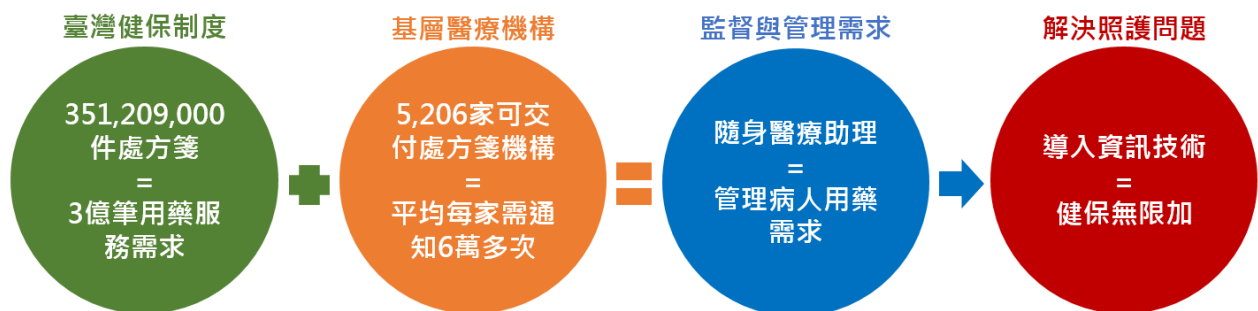 臺灣健保制度
351,209,000
件處方箋
=
3億筆用藥服
務需求
基層醫療機構
5,206家可交
付處方箋機構
=
平均每家需通
知6萬多次
監督與管理需求
隨身醫療助理
=
管理病人用藥
需求
解決照護問題
導入資訊技術
=
健保無限加